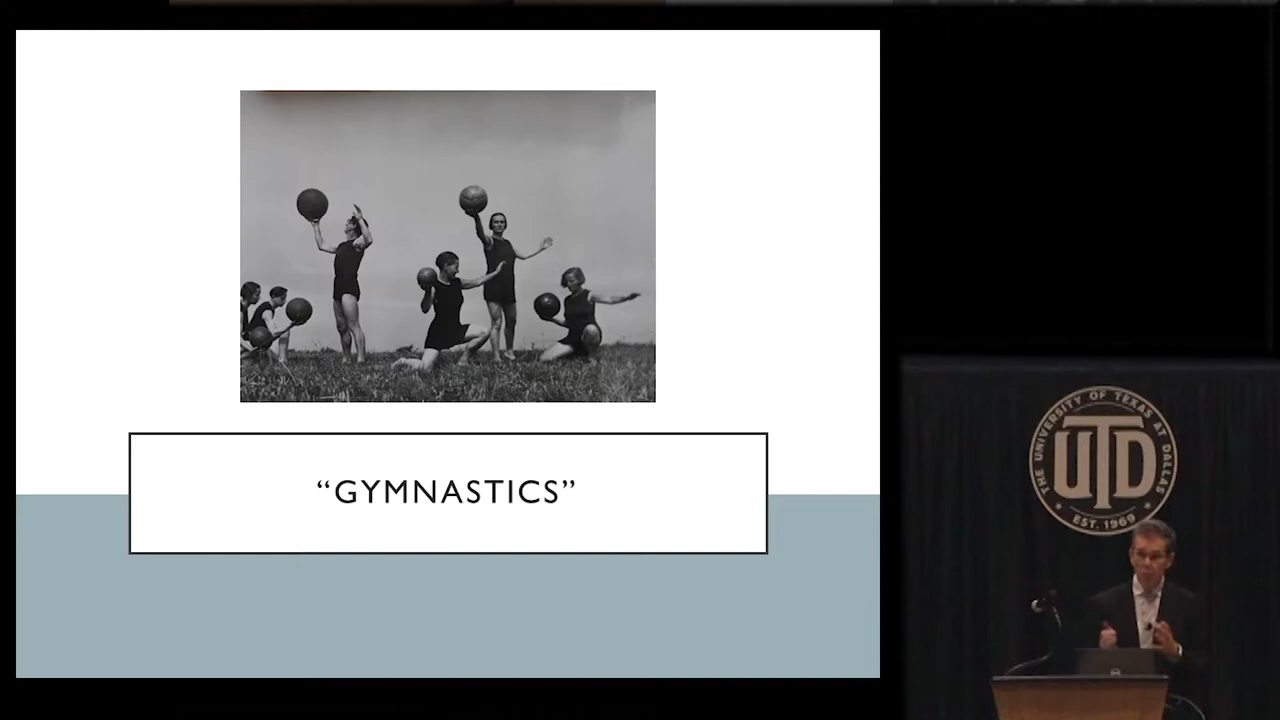 “GYMNASTICS”
THE UNIVERSITY OF TEXAS AT DALLAS
UTD
EST. 1969